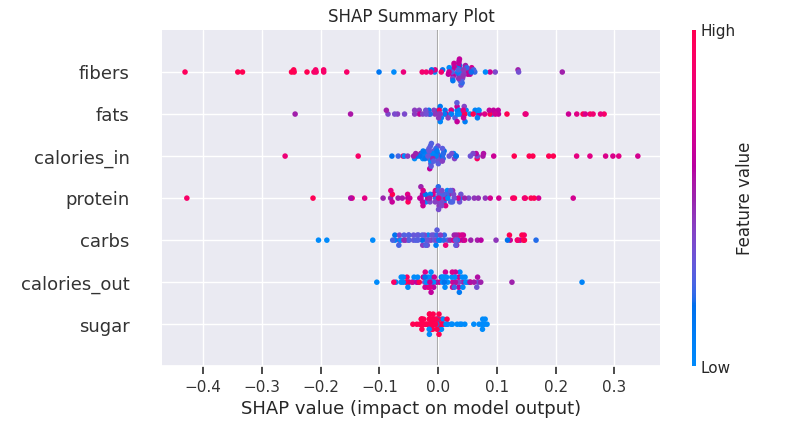 SHAP Summary Plot
High
fibers
fats
calories_in
protein
carbs
calories_out
sugar
Feature value
Low
−0.4 −0.3 −0.2 −0.1 0.0 0.1 0.2 0.3
SHAP value (impact on model output)